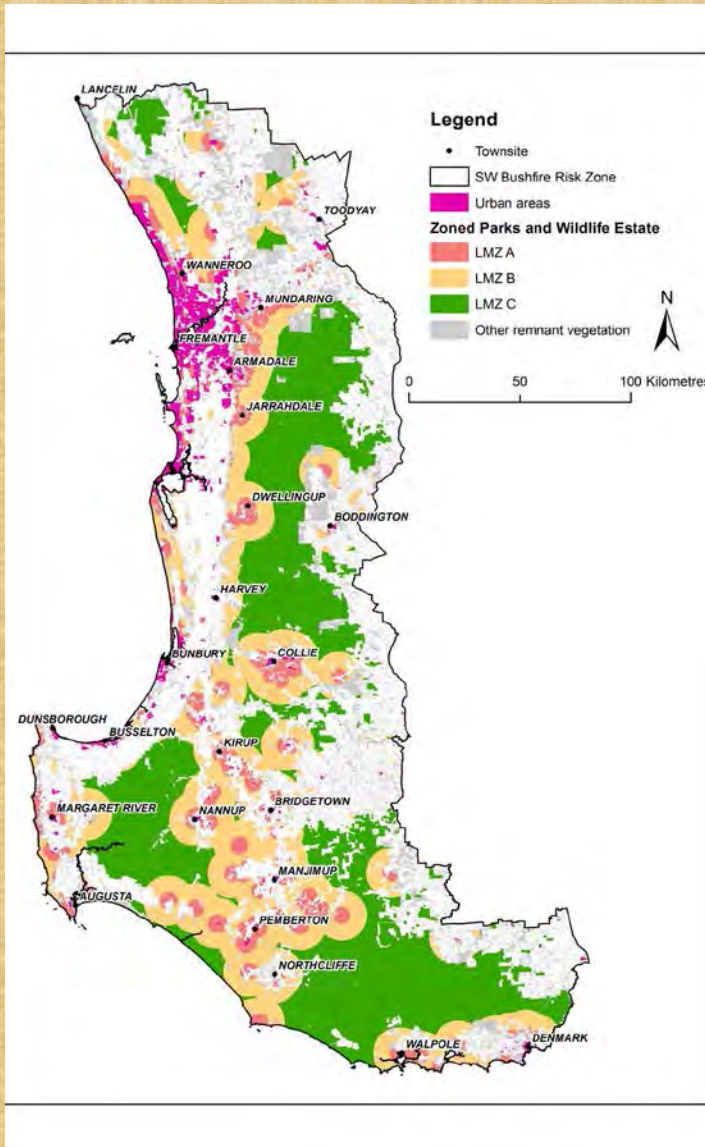 LANCELIN
Legend
Townsite
SW Bushfire Risk Zone
Urban areas
Zoned Parks and Wildlife Estate
LMZ A
LMZ B
LMZ C
Other remnant vegetation
N
0 50 100 Kilometres
TOODYAY
WANNEROO
MUNDARING
FREMANTLE
ARMADALE
JARRAHDALE
DWELLINGUP
BODDINGTON
HARVEY
BUNBURY
COLLIE
DUNSBOROUGH
BUSSELTON
KIRUP
MARGARET RIVER
NANNUP
BRIDGETOWN
MANJIMUP
AUGUSTA
PEMBERTON
NORTHCLIFFE
WALPOLE
DENMARK